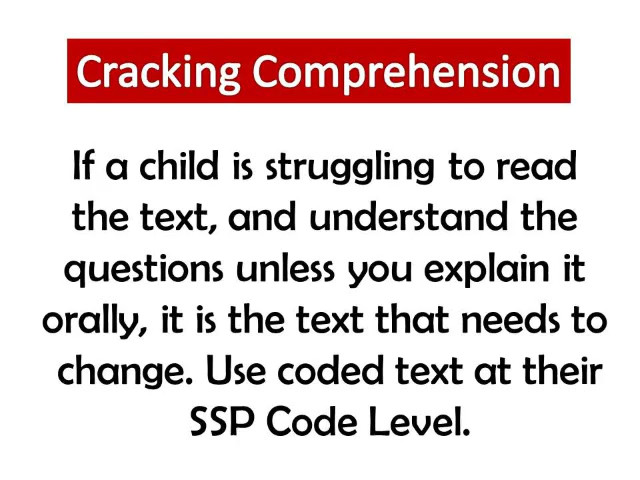 Cracking Comprehension
If a child is struggling to read
the text, and understand the
questions unless you explain it
orally, it is the text that needs to
change. Use coded text at their
SSP Code Level.